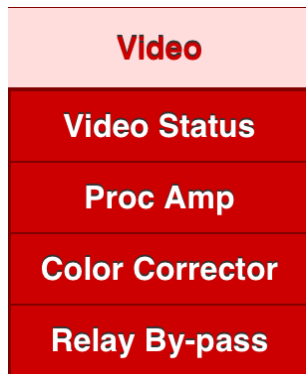 Video
Video Status
Proc Amp
Color Corrector
Relay By-pass